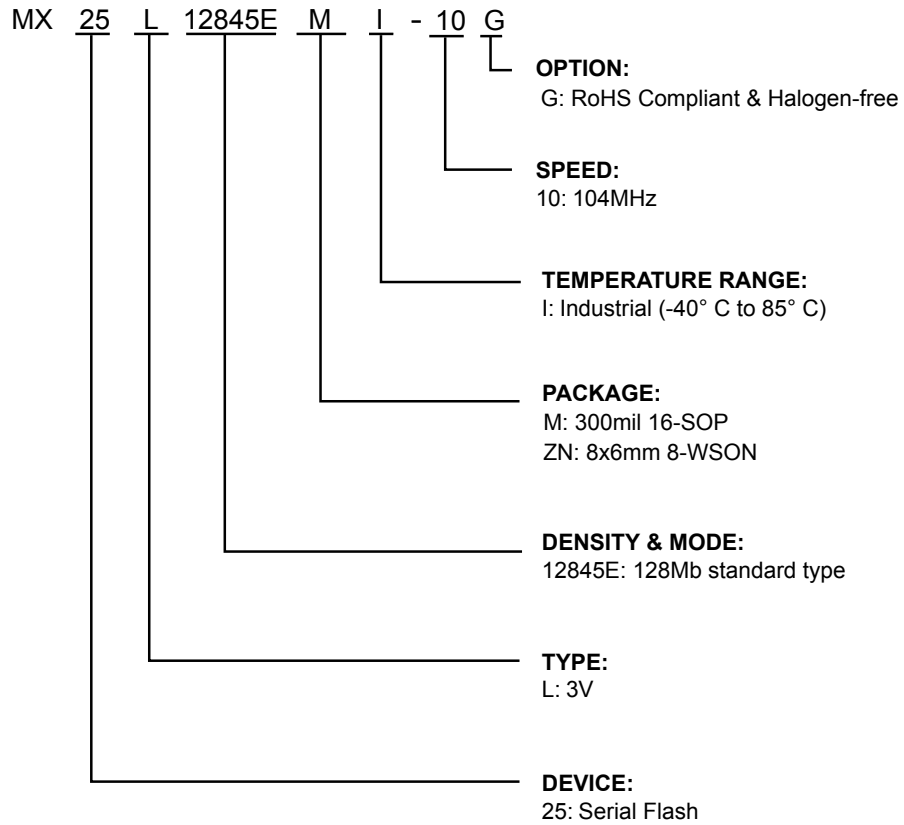 MX 25 L 12845E M I - 10 G
OPTION:
G: RoHS Compliant & Halogen-free
SPEED:
10: 104MHz
TEMPERATURE RANGE:
I: Industrial (-40° C to 85° C)
PACKAGE:
M: 300mil 16-SOP
ZN: 8x6mm 8-WSON
DENSITY & MODE:
12845E: 128Mb standard type
TYPE:
L: 3V
DEVICE:
25: Serial Flash